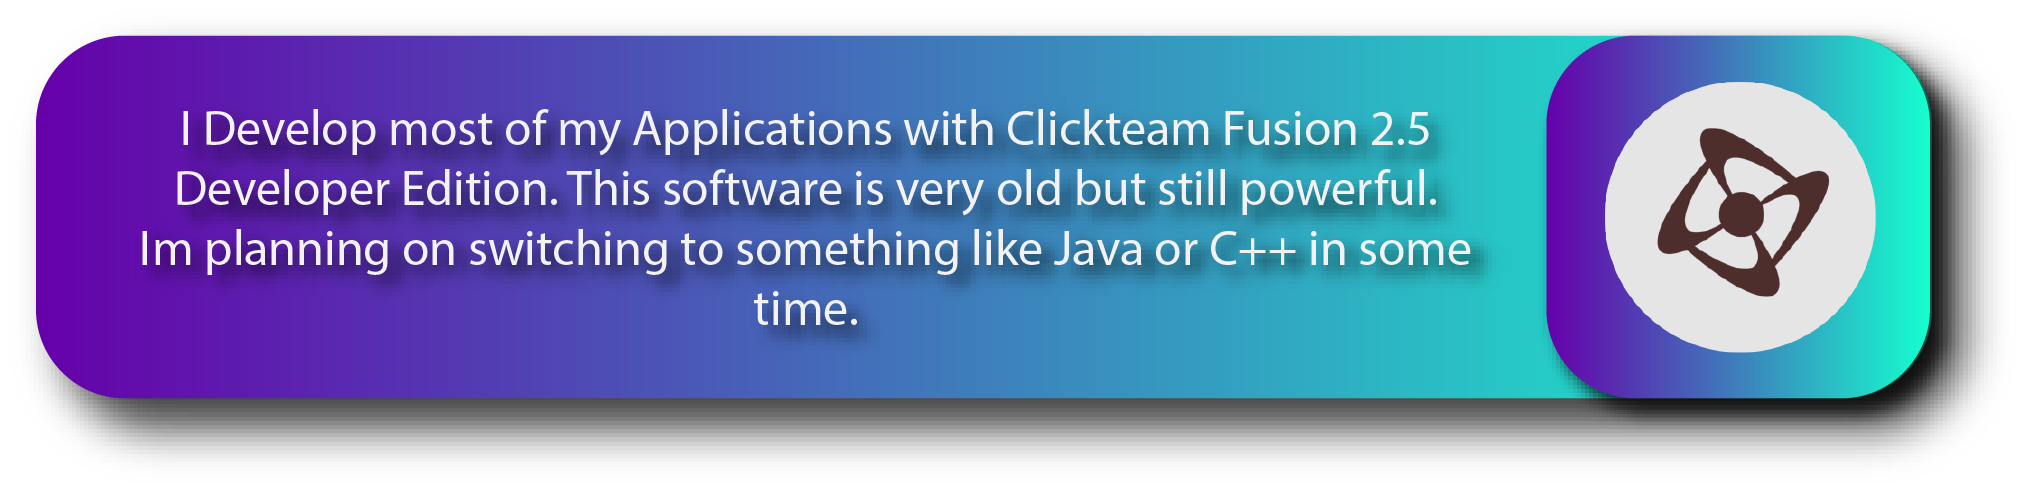 I Develop most of my Applications with Clickteam Fusion 2.5
Developer Edition. This software is very old but still powerful.
Im planning on switching to something like Java or C++ in some
time.